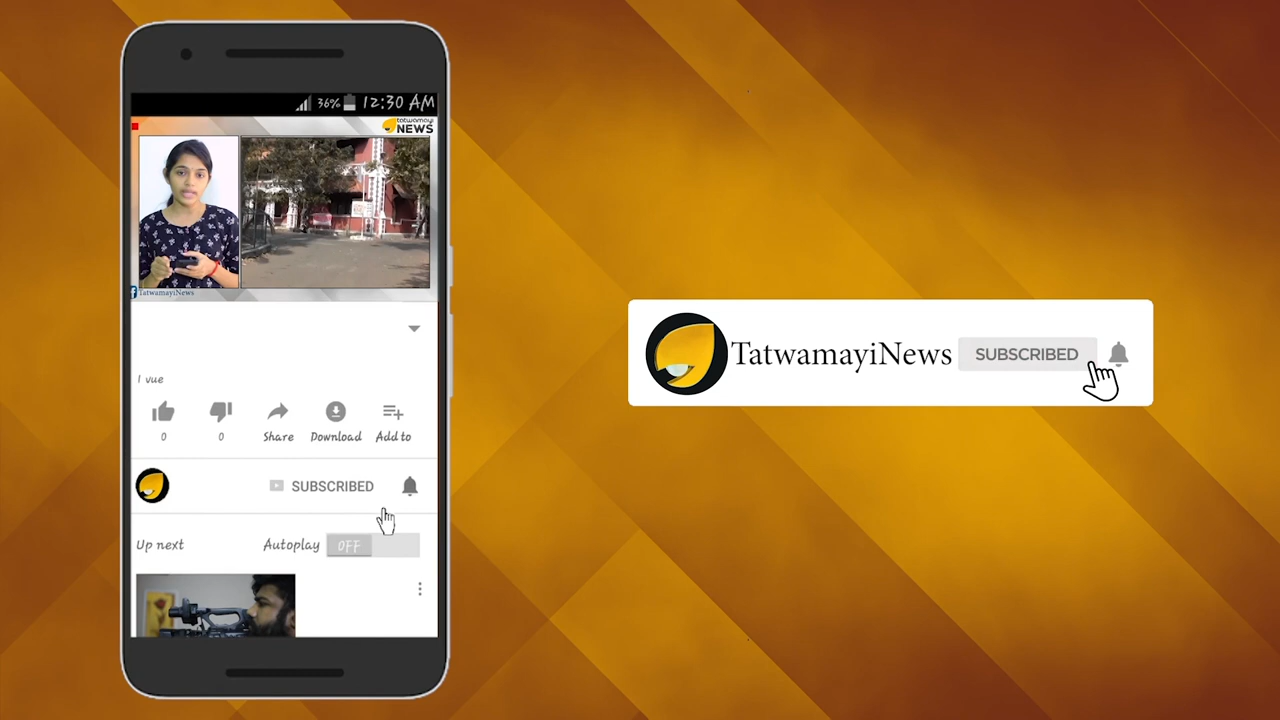 36% 12:30 AM
tatwamayi
NEWS
TatwamayiNews
1 vue
0 0 Share Download Add to
SUBSCRIBED
Up next Autoplay OFF
TatwamayiNews SUBSCRIBED